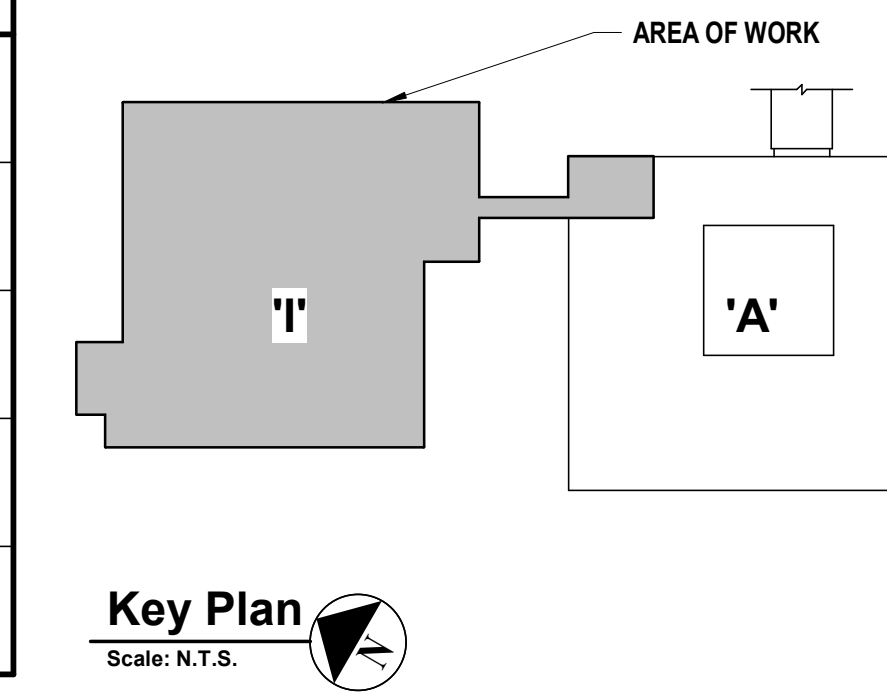 AREA OF WORK
'I'
'A'
Key Plan
N
Scale: N.T.S.